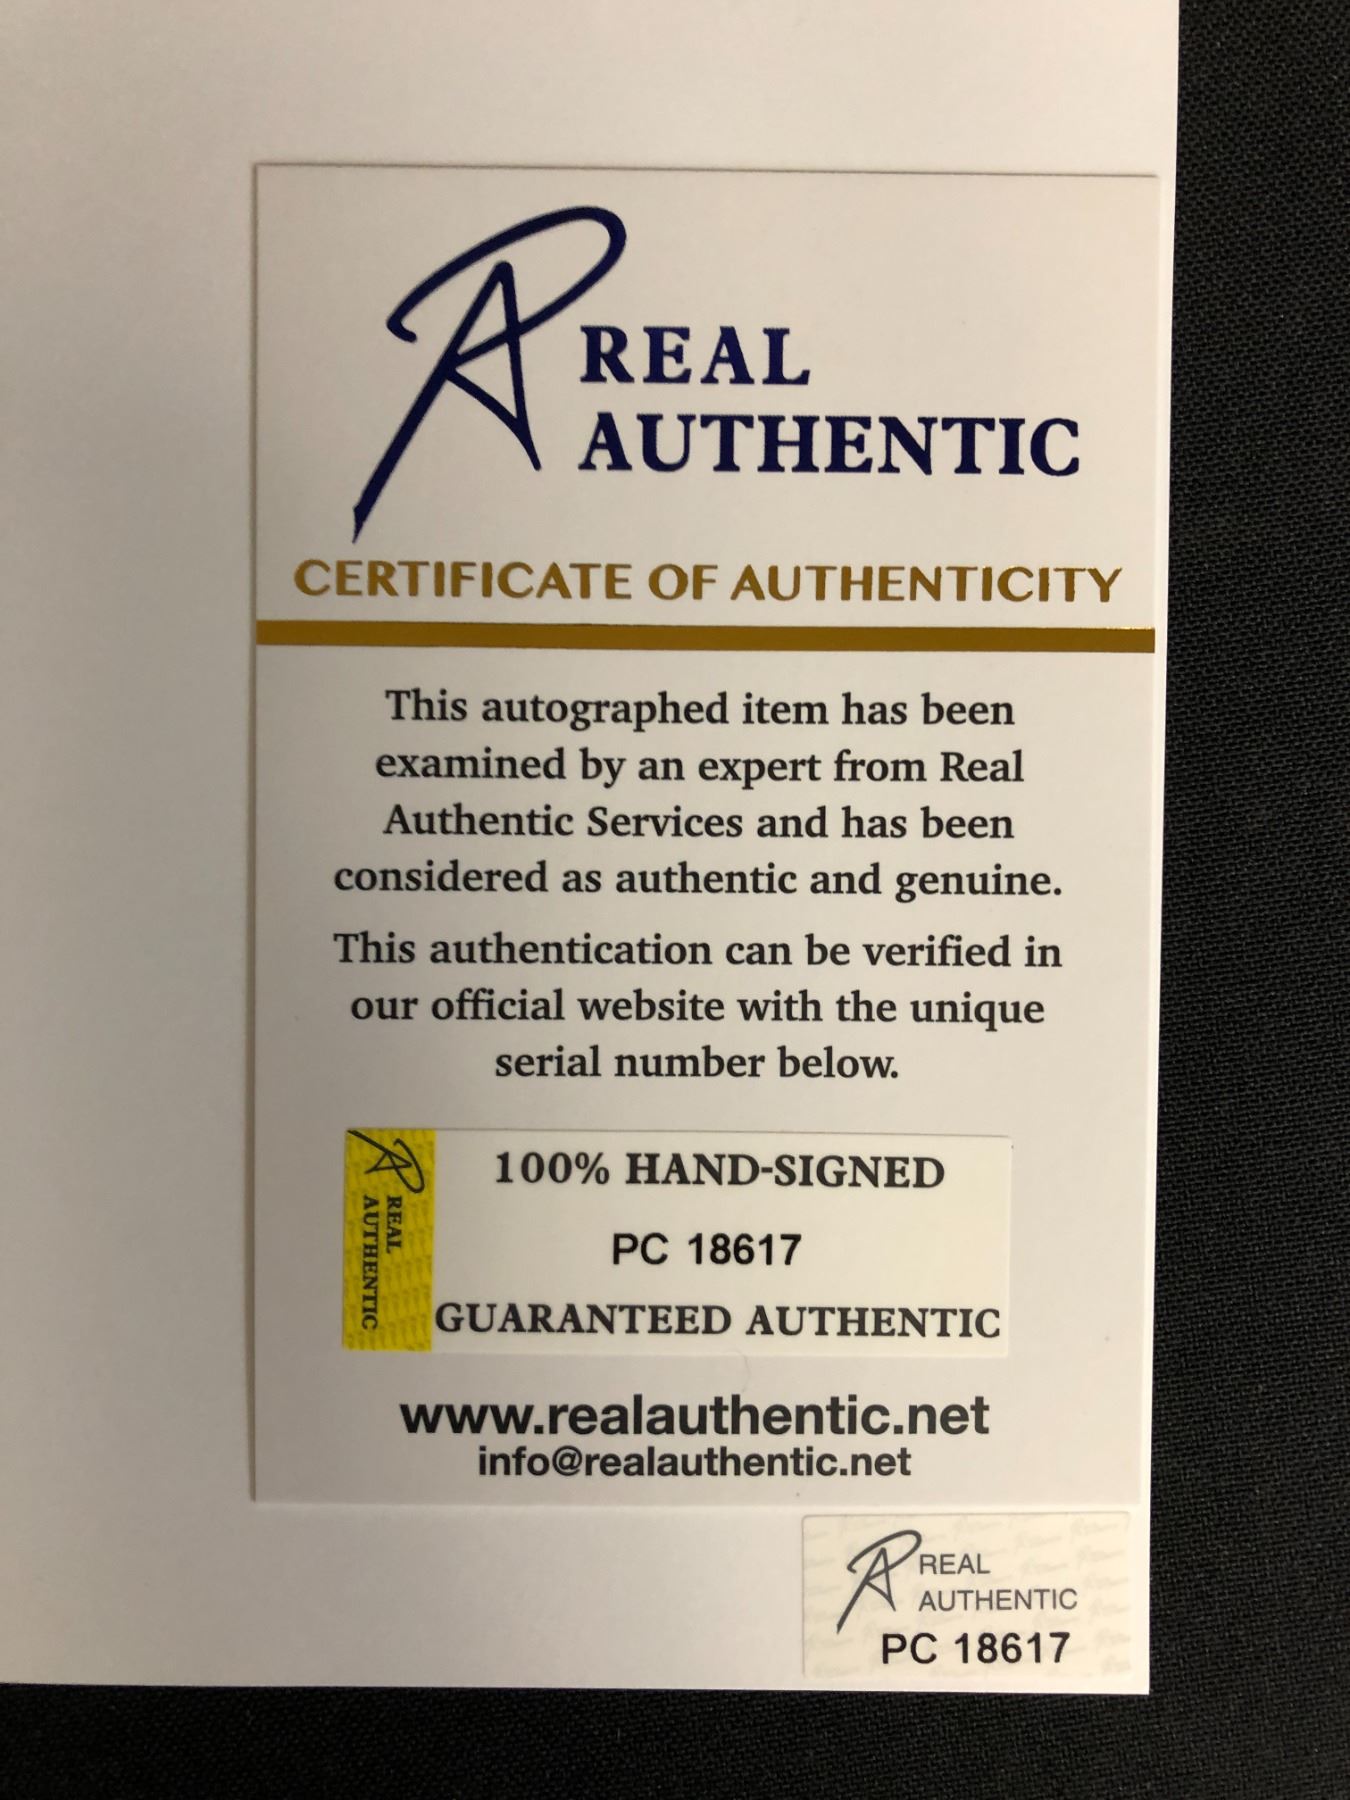 REAL
AUTHENTIC
CERTIFICATE OF AUTHENTICITY
This autographed item has been
examined by an expert from Real
Authentic Services and has been
considered as authentic and genuine.
This authentication can be verified in
our official website with the unique
serial number below.
REAL
AUTHENTIC
100% HAND-SIGNED
PC 18617
GUARANTEED AUTHENTIC
www.realauthentic.net
info@realauthentic.net
REAL
AUTHENTIC
PC 18617